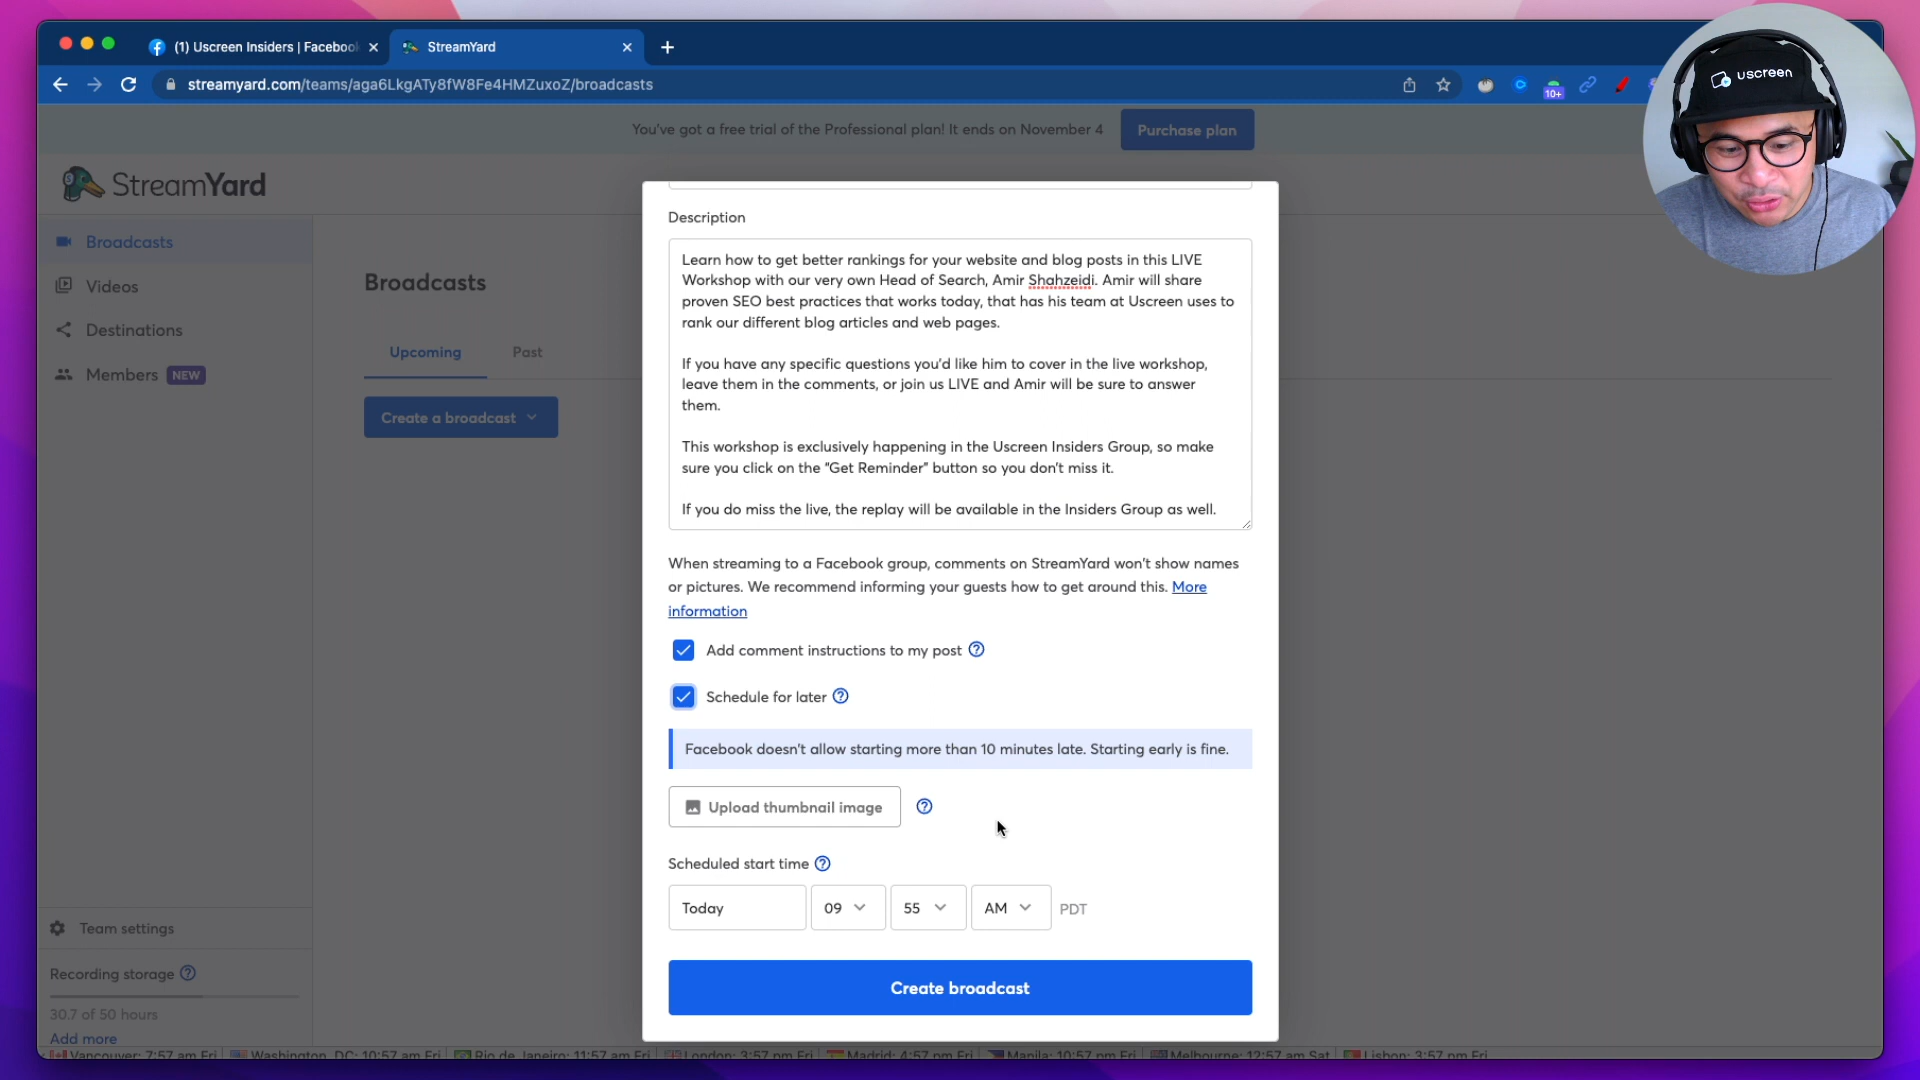 (1) Uscreen Insiders | Facebook
StreamYard
streamyard.com/teams/aga6LkgATy8fW8Fe4HMZuxoZ/broadcasts
10+
uscreen
You've got a free trial of the Professional plan! It ends on November 4
Purchase plan
StreamYard
Broadcasts
Videos
Destinations
Members NEW
Broadcasts
Upcoming
Past
Create a broadcast
Description
Learn how to get better rankings for your website and blog posts in this LIVE
Workshop with our very own Head of Search, Amir Shahzeidi. Amir will share
proven SEO best practices that works today, that has his team at Uscreen uses to
rank our different blog articles and web pages.
If you have any specific questions you'd like him to cover in the live workshop,
leave them in the comments, or join us LIVE and Amir will be sure to answer
them.
This workshop is exclusively happening in the Uscreen Insiders Group, so make
sure you click on the "Get Reminder" button so you don't miss it.
If you do miss the live, the replay will be available in the Insiders Group as well.
When streaming to a Facebook group, comments on StreamYard won't show names
or pictures. We recommend informing your guests how to get around this. More
information
Add comment instructions to my post
Schedule for later
Facebook doesn't allow starting more than 10 minutes late. Starting early is fine.
Upload thumbnail image
Scheduled start time
Today
09
55
AM
PDT
Create broadcast
Team settings
Recording storage
30.7 of 50 hours
Add more
Vancouver: 7:57 am Fri | Washington, DC: 10:57 am Fri | Rio de Janeiro: 11:57 am Fri | London: 3:57 pm Fri | Madrid: 4:57 pm Fri | Manila: 10:57 pm Fri | Melbourne: 12:57 am Sat | Lisbon: 3:57 pm Fri